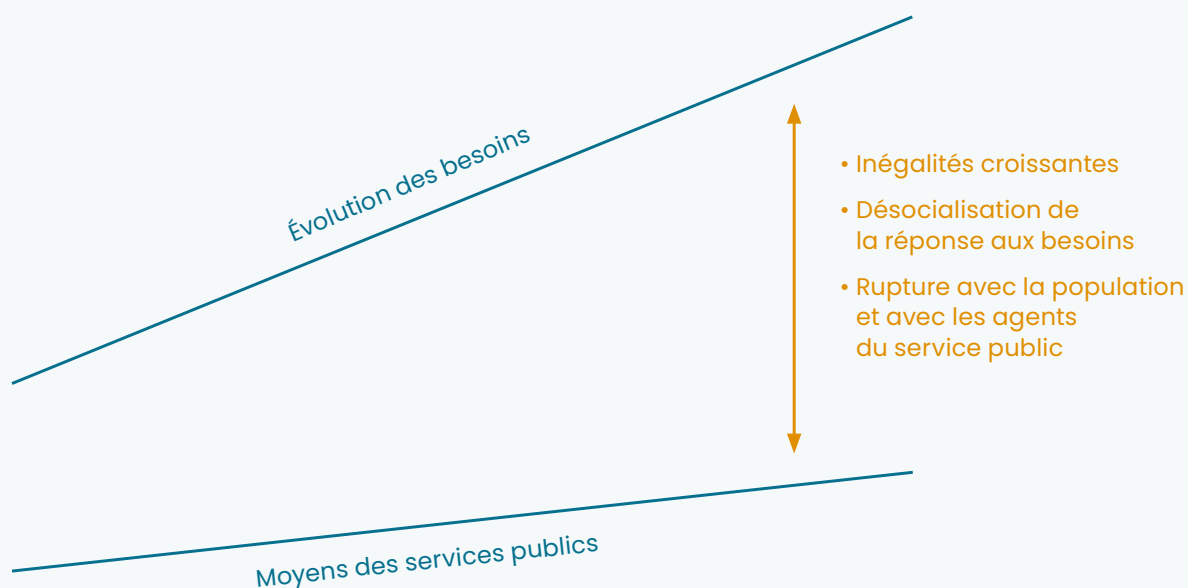 Évolution des besoins
• Inégalités croissantes
• Désocialisation de
la réponse aux besoins
• Rupture avec la population
et avec les agents
du service public
Moyens des services publics